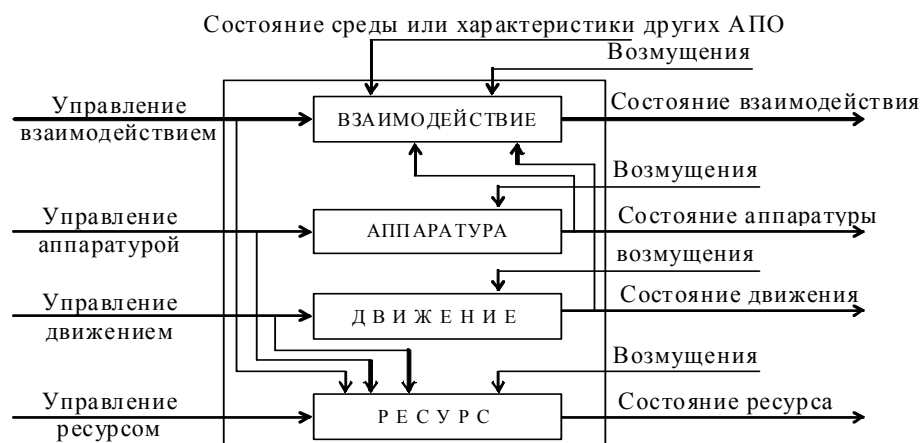 Состояние среды или характеристики других АПО
Возмущения
Управление
взаимодействием
ВЗАИМОДЕЙСТВИЕ
Состояние взаимодействия
Возмущения
Управление
аппаратурой
АППАРАТУРА
Состояние аппаратуры
возмущения
Управление
движением
ДВИЖЕНИЕ
Состояние движения
Возмущения
Управление
ресурсом
РЕСУРС
Состояние ресурса